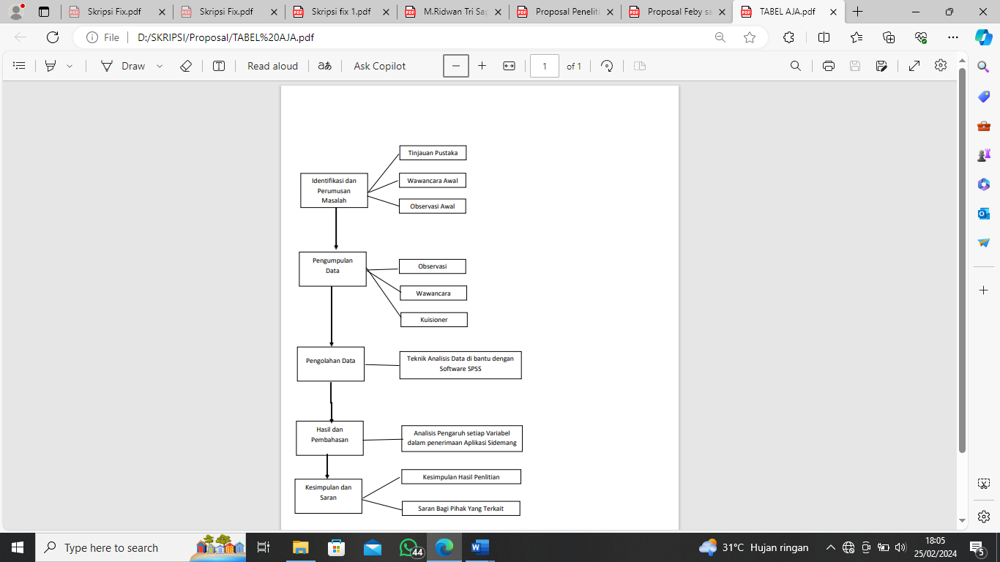 Skripsi Fix.pdf
Skripsi Fix.pdf
Skripsi fix 1.pdf
M.Ridwan Tri Sap
Proposal Peneliti
Proposal Feby sa
TABEL AJA.pdf
File
D:/SKRIPSI/Proposal/TABEL%20AJA.pdf
Draw
Read aloud
aあ
Ask Copilot
1
of 1
Tinjauan Pustaka
Identifikasi dan
Perumusan
Masalah
Wawancara Awal
Observasi Awal
Pengumpulan
Data
Observasi
Wawancara
Kuisioner
Pengolahan Data
Teknik Analisis Data di bantu dengan
Software SPSS
Hasil dan
Pembahasan
Analisis Pengaruh setiap Variabel
dalam penerimaan Aplikasi Sidemang
Kesimpulan dan
Saran
Kesimpulan Hasil Penlitian
Saran Bagi Pihak Yang Terkait
Type here to search
44
31°C Hujan ringan
18:05
25/02/2024
5